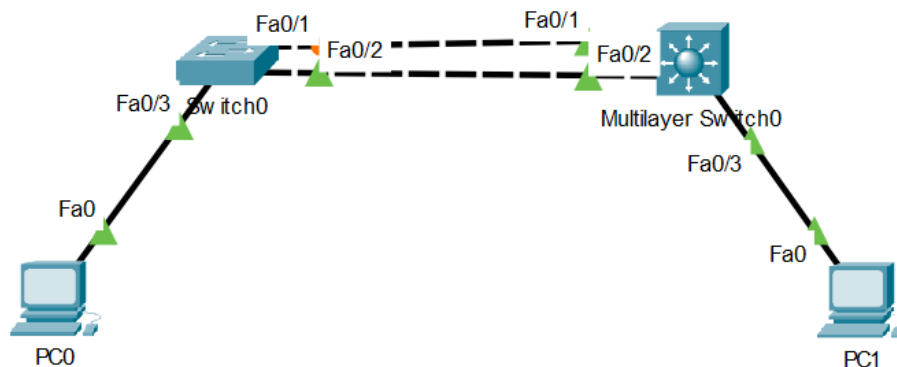 Fa0/1
Fa0/1
Fa0/2
Fa0/2
Fa0/3
Switch0
Multilayer Switch0
Fa0/3
Fa0
Fa0
PC0
PC1